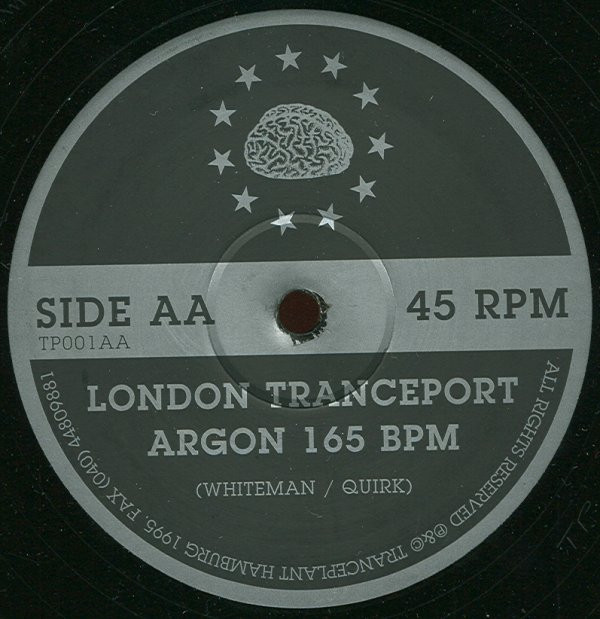 SIDE AA
45 RPM
TP001AA
LONDON TRANCEPORT
ARGON 165 BPM
(WHITEMAN / QUIRK)
ALL RIGHTS RESERVED ℗&© TRANCEPLANT HAMBURG 1995, FAX (040) 44809881